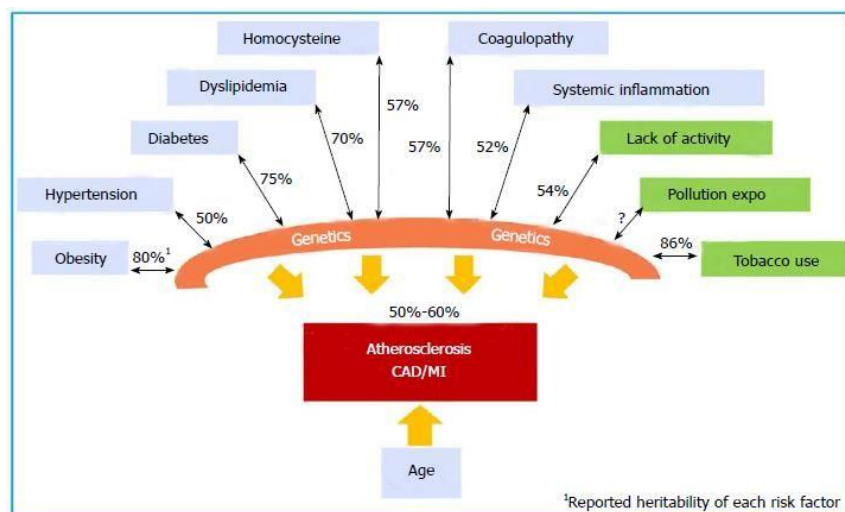 Homocysteine
Coagulopathy
Dyslipidemia
Systemic inflammation
57%
Diabetes
70%
57%
52%
Lack of activity
Hypertension
75%
54%
Pollution expo
50%
?
Genetics
Genetics
Obesity
80%¹
86%
Tobacco use
50%-60%
Atherosclerosis
CAD/MI
Age
¹Reported heritability of each risk factor